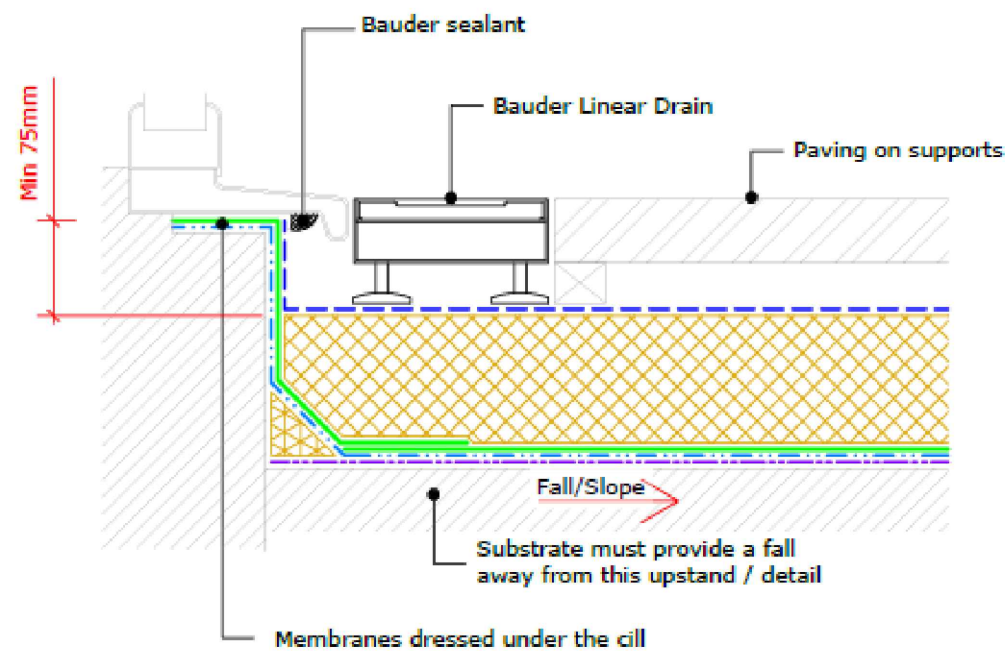 Bauder sealant
Bauder Linear Drain
Min 75mm
Paving on supports
Fall/Slope
Substrate must provide a fall
away from this upstand / detail
Membranes dressed under the cill